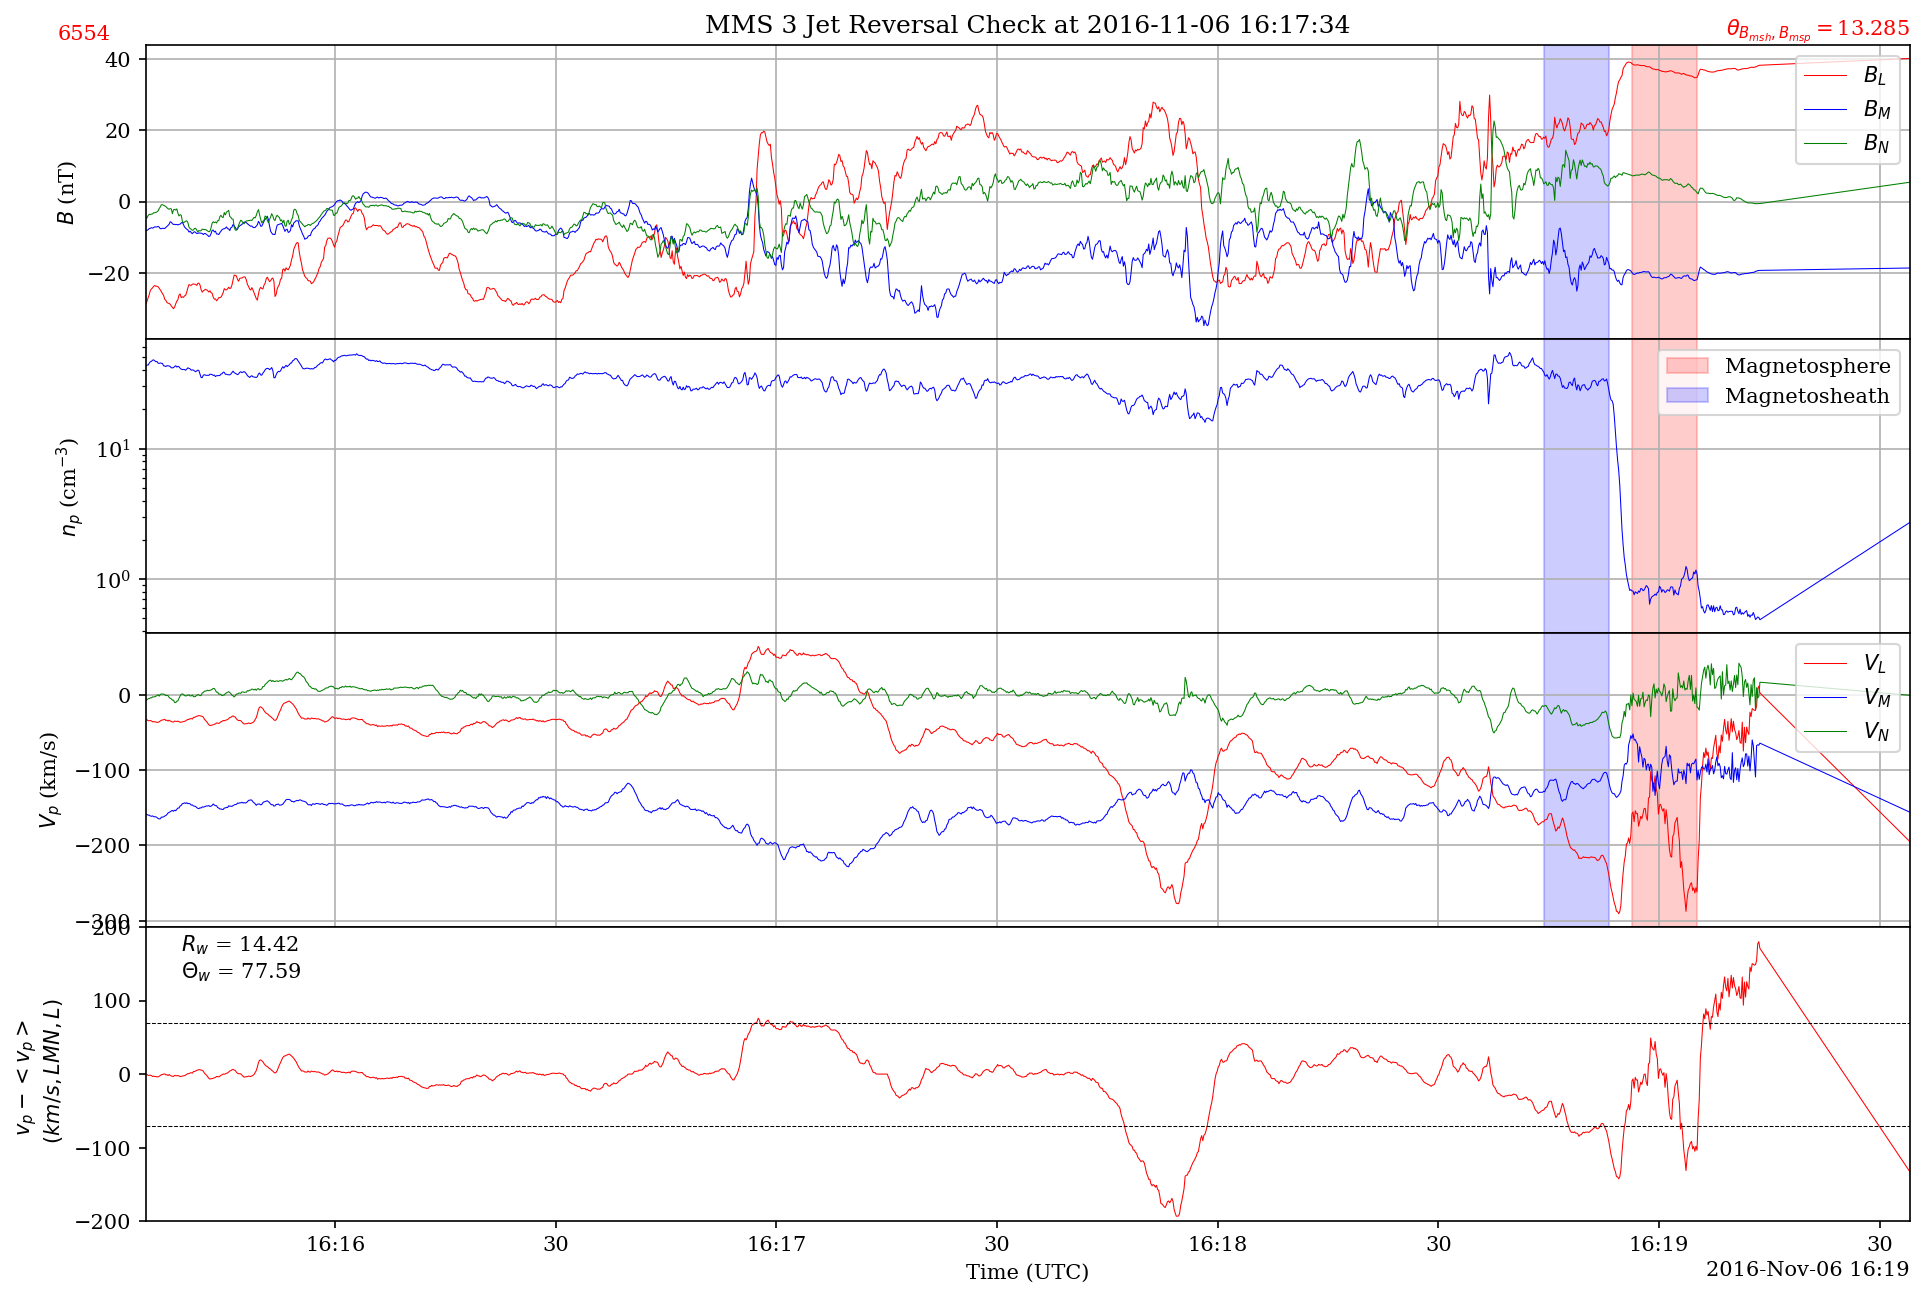 MMS 3 Jet Reversal Check at 2016-11-06 16:17:34
6554
θ_{B_{msh}, B_{msp}} = 13.285
40
20
0
−20
B (nT)
B_L
B_M
B_N
10^1
10^0
n_p (cm^{−3})
Magnetosphere
Magnetosheath
0
−100
−200
−300
V_p (km/s)
V_L
V_M
V_N
200
100
0
−100
−200
v_p − < v_p >
(km/s, LMN, L)
R_w = 14.42
Θ_w = 77.59
16:16
30
16:17
30
16:18
30
16:19
30
Time (UTC)
2016-Nov-06 16:19